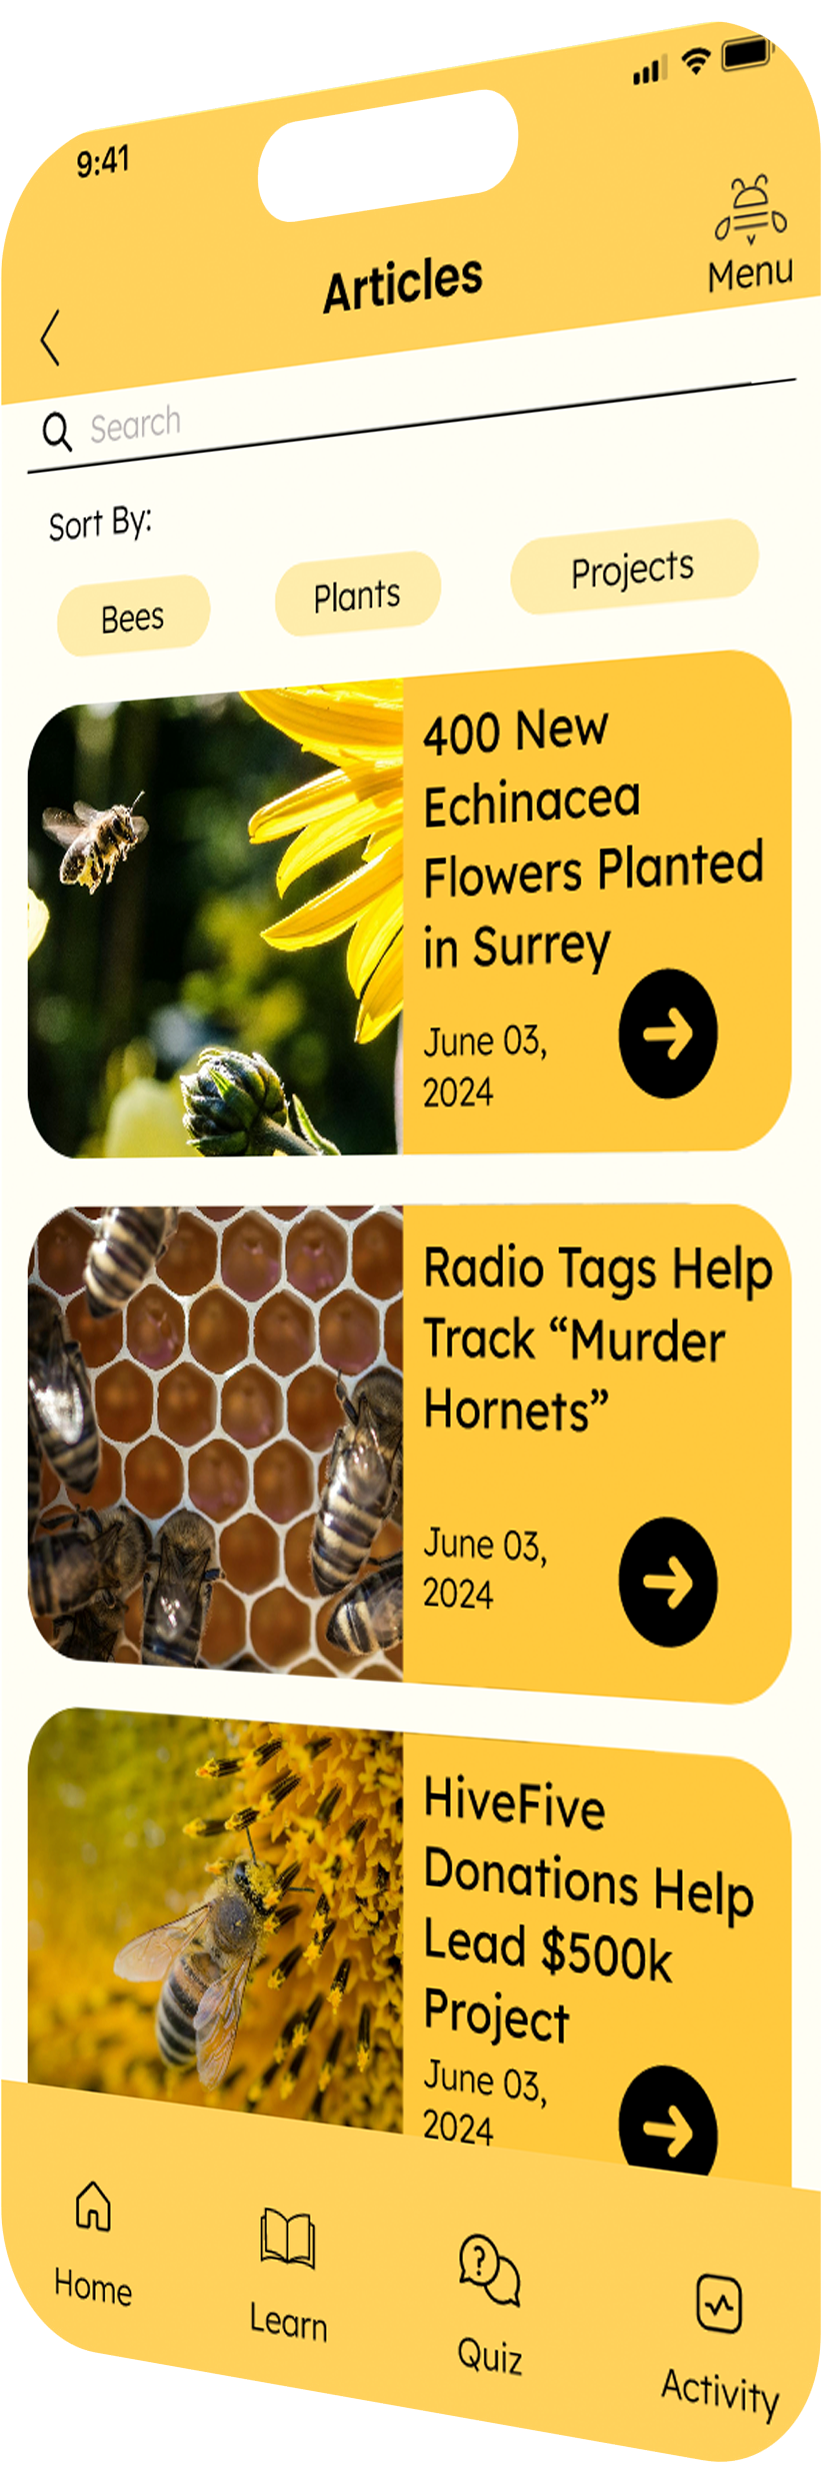 9:41
Menu
Articles
Search
Sort By:
Bees
Plants
Projects
400 New
Echinacea
Flowers Planted
in Surrey
June 03,
2024
Radio Tags Help
Track “Murder
Hornets”
June 03,
2024
HiveFive
Donations Help
Lead $500k
Project
June 03,
2024
Home
Learn
Quiz
Activity